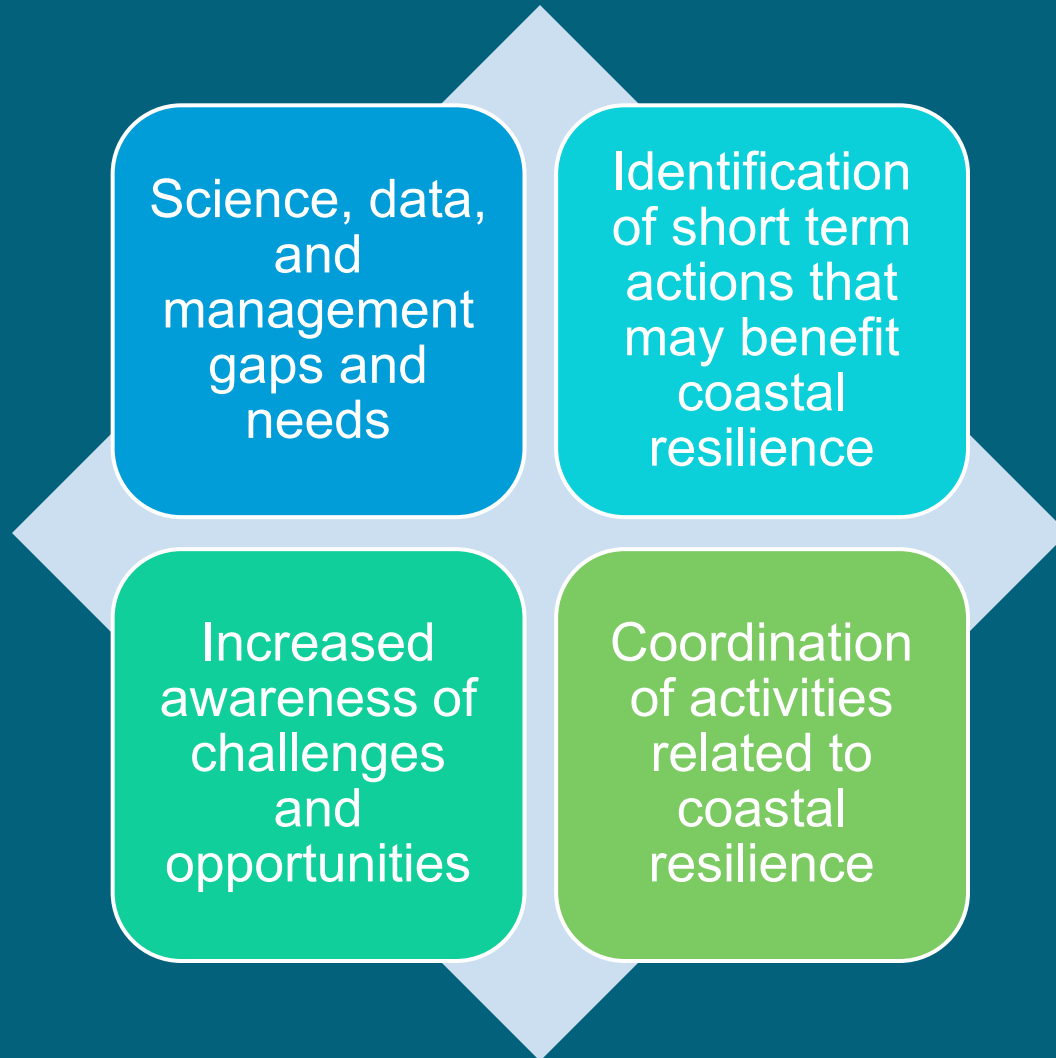 Science, data,
and
management
gaps and
needs
Identification
of short term
actions that
may benefit
coastal
resilience
Increased
awareness of
challenges
and
opportunities
Coordination
of activities
related to
coastal
resilience